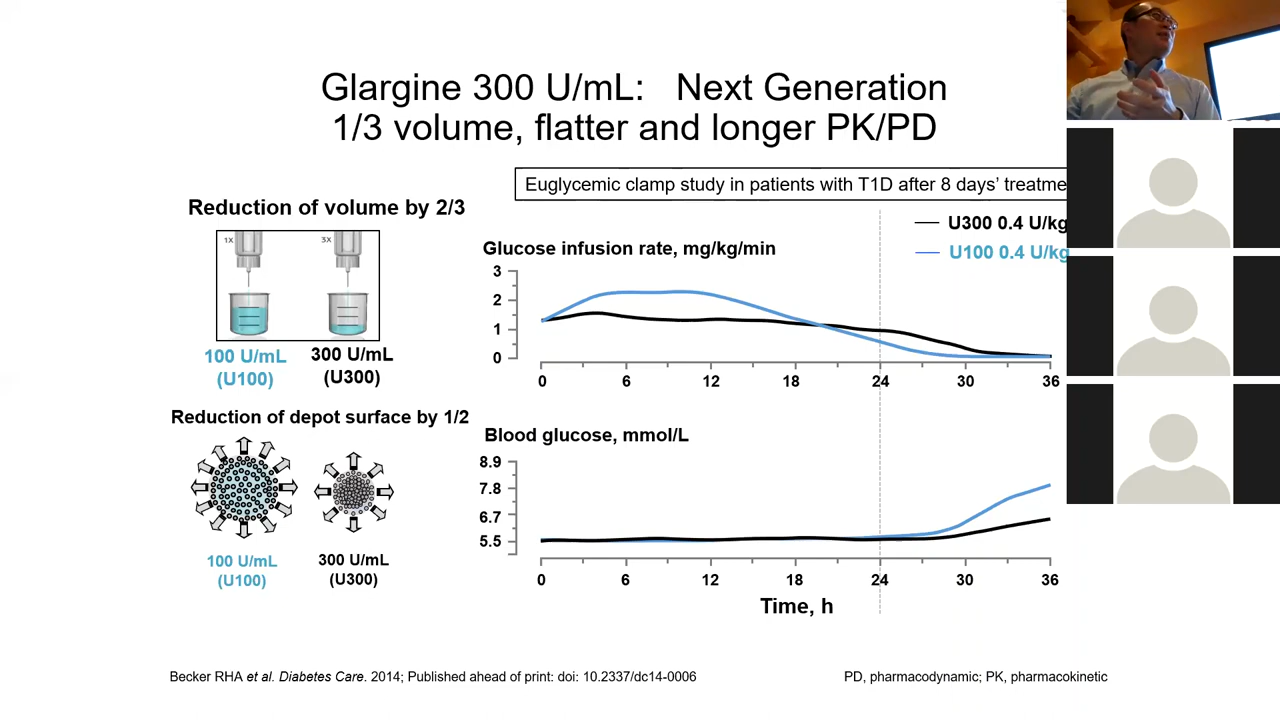 Glargine 300 U/mL: Next Generation
1/3 volume, flatter and longer PK/PD
Euglycemic clamp study in patients with T1D after 8 days’ treatme
Reduction of volume by 2/3
1X 3X
100 U/mL 300 U/mL
(U100) (U300)
Reduction of depot surface by 1/2
100 U/mL 300 U/mL
(U100) (U300)
U300 0.4 U/kg
U100 0.4 U/kg
Glucose infusion rate, mg/kg/min
3
2
1
0
0 6 12 18 24 30 36
Blood glucose, mmol/L
8.9
7.8
6.7
5.5
0 6 12 18 24 30 36
Time, h
Becker RHA et al. Diabetes Care. 2014; Published ahead of print: doi: 10.2337/dc14-0006
PD, pharmacodynamic; PK, pharmacokinetic